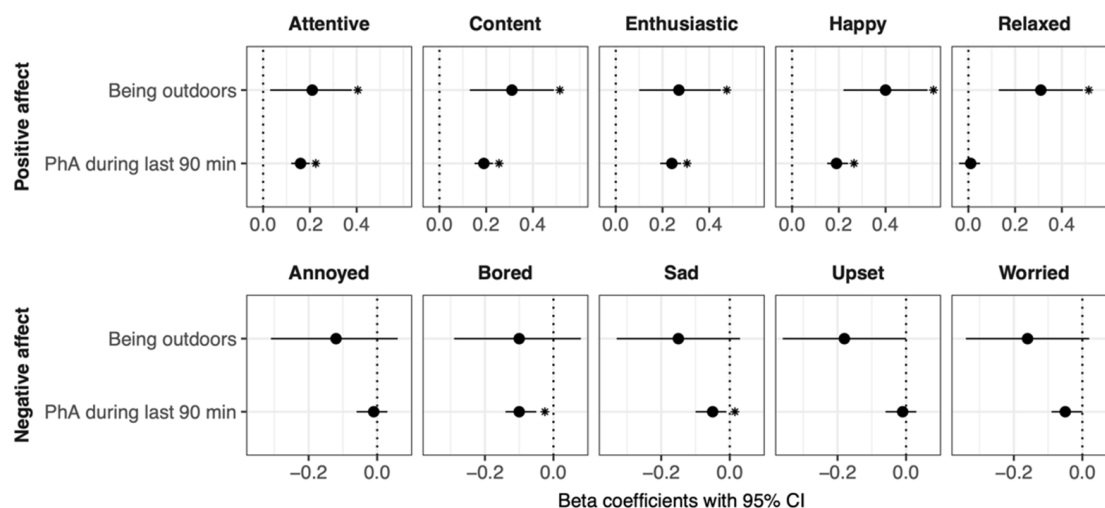 Attentive Content Enthusiastic Happy Relaxed
Positive affect
Being outdoors * * * * *
PhA during last 90 min * * * *
0.0 0.2 0.4 0.0 0.2 0.4 0.0 0.2 0.4 0.0 0.2 0.4 0.0 0.2 0.4
Annoyed Bored Sad Upset Worried
Negative affect
Being outdoors
PhA during last 90 min * *
−0.2 0.0 −0.2 0.0 −0.2 0.0 −0.2 0.0 −0.2 0.0
Beta coefficients with 95% CI